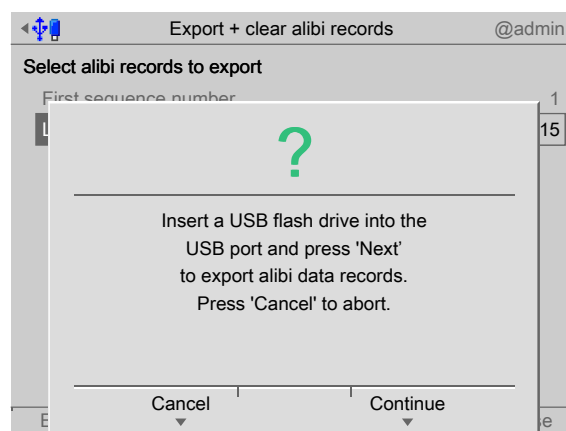 Export + clear alibi records
@admin
Select alibi records to export
First sequence number 1
15
Insert a USB flash drive into the
USB port and press 'Next’
to export alibi data records.
Press 'Cancel' to abort.
Cancel
Continue